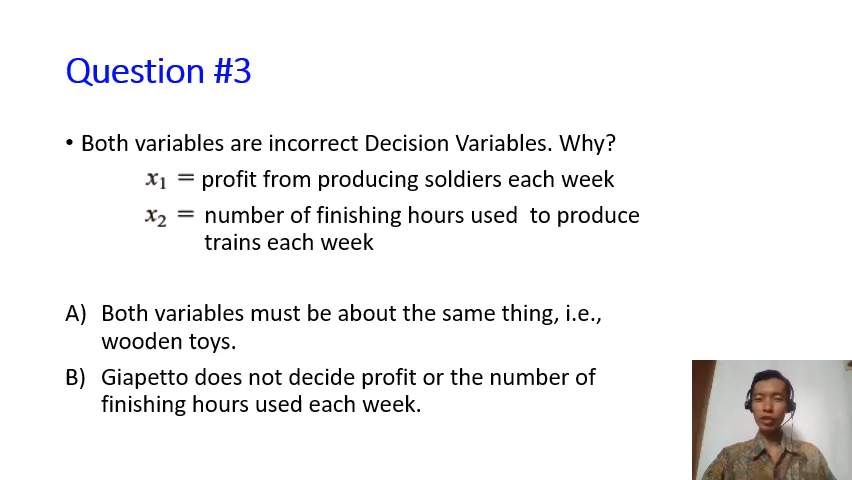 Question #3
• Both variables are incorrect Decision Variables. Why?
x₁ = profit from producing soldiers each week
x₂ = number of finishing hours used to produce
trains each week
A) Both variables must be about the same thing, i.e.,
wooden toys.
B) Giapetto does not decide profit or the number of
finishing hours used each week.